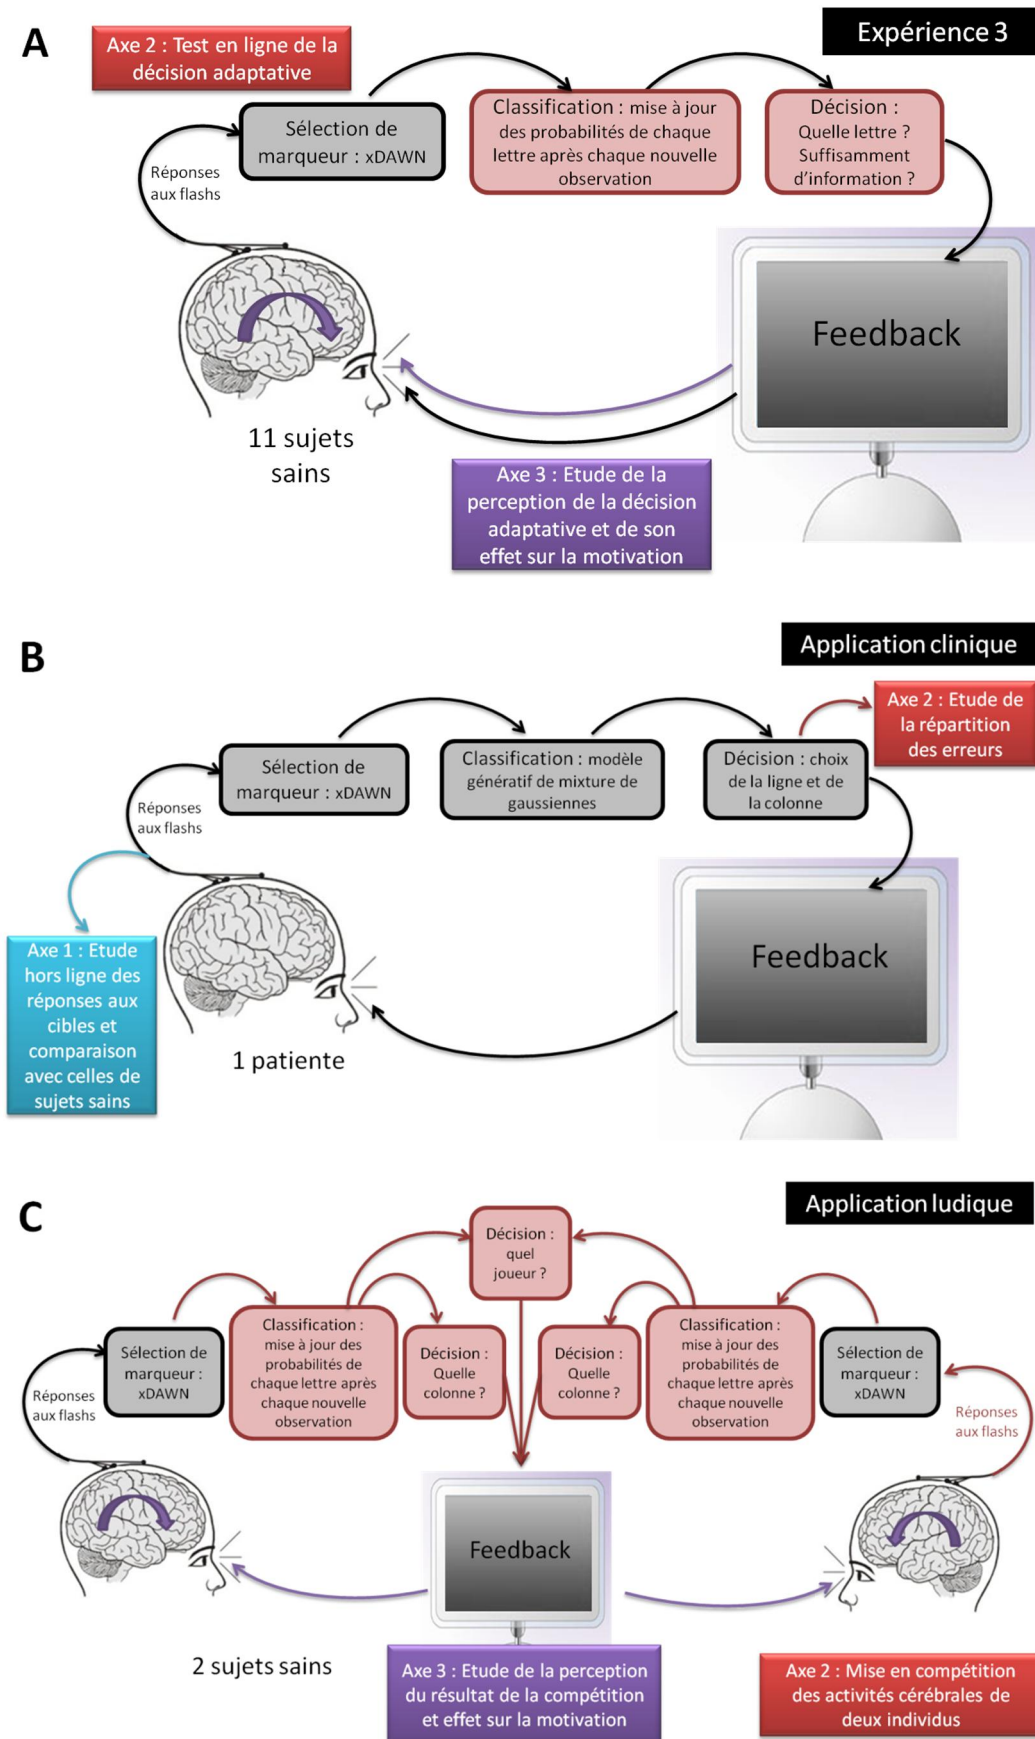 A
Expérience 3
Axe 2 : Test en ligne de la
décision adaptative
Sélection de
marqueur : xDAWN
Classification : mise à jour
des probabilités de chaque
lettre après chaque nouvelle
observation
Décision :
Quelle lettre ?
Suffisamment
d'information ?
Réponses
aux flashs
Feedback
11 sujets
sains
Axe 3 : Etude de la
perception de la décision
adaptative et de son
effet sur la motivation
B
Application clinique
Axe 2 : Etude de
la répartition
des erreurs
Sélection de
marqueur : xDAWN
Classification : modèle
génératif de mixture de
gaussiennes
Décision : choix
de la ligne et de
la colonne
Réponses
aux flashs
Axe 1 : Etude
hors ligne des
réponses aux
cibles et
comparaison
avec celles de
sujets sains
Feedback
1 patiente
C
Application ludique
Décision :
quel
joueur ?
Sélection de
marqueur :
xDAWN
Classification :
mise à jour des
probabilités de
chaque lettre après
chaque nouvelle
observation
Décision :
Quelle
colonne ?
Décision :
Quelle
colonne ?
Classification :
mise à jour des
probabilités de
chaque lettre après
chaque nouvelle
observation
Sélection de
marqueur :
xDAWN
Réponses
aux flashs
Réponses
aux flashs
Feedback
2 sujets sains
Axe 3 : Etude de la perception
du résultat de la compétition
et effet sur la motivation
Axe 2 : Mise en compétition
des activités cérébrales de
deux individus